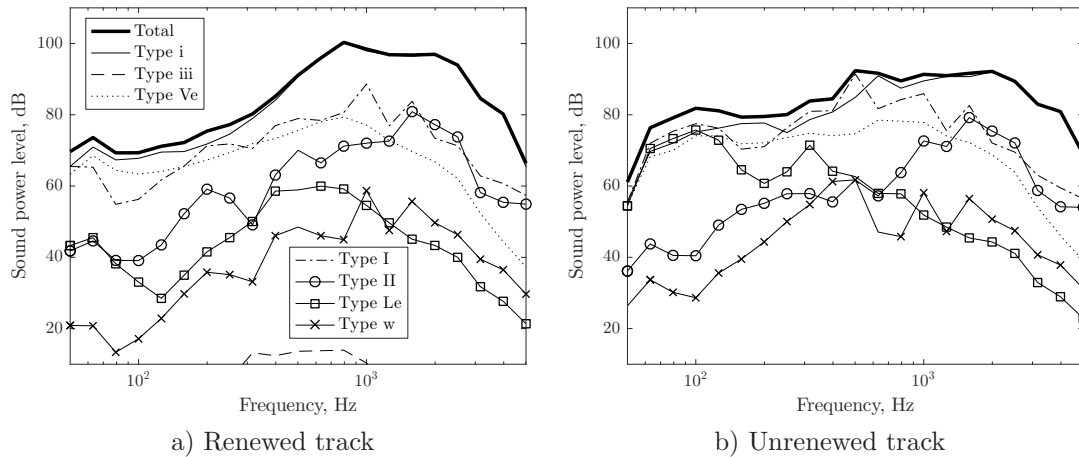 Total
Type i
Type iii
Type Ve
Type I
Type II
Type Le
Type w
100
80
60
40
20
Sound power level, dB
10²
10³
Frequency, Hz
a) Renewed track
100
80
60
40
20
Sound power level, dB
10²
10³
Frequency, Hz
b) Unrenewed track